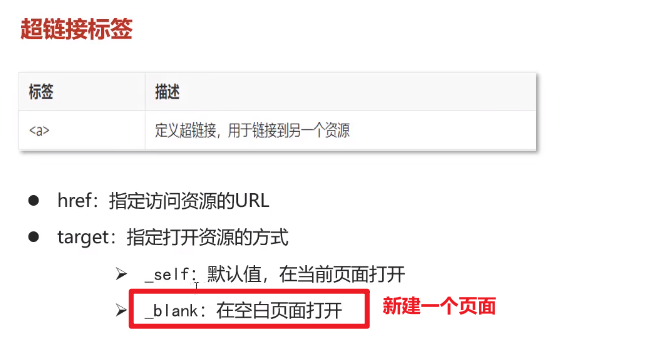 超链接标签
标签 描述
<a> 定义超链接，用于链接到另一个资源
href：指定访问资源的URL
target：指定打开资源的方式
_self：默认值，在当前页面打开
_blank：在空白页面打开 新建一个页面